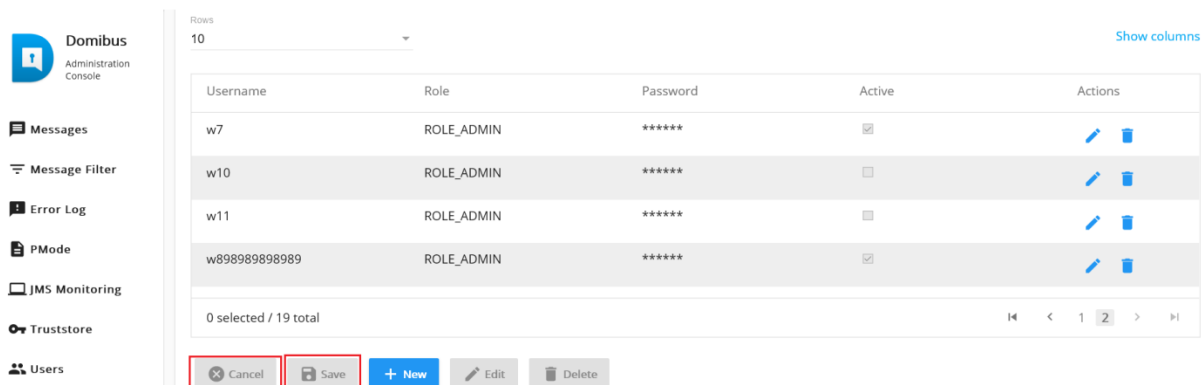 Domibus
Administration
Console
Messages
Message Filter
Error Log
PMode
JMS Monitoring
Truststore
Users
Rows
10
Show columns
Username Role Password Active Actions
w7 ROLE_ADMIN ******
w10 ROLE_ADMIN ******
w11 ROLE_ADMIN ******
w898989898989 ROLE_ADMIN ******
0 selected / 19 total 1 2
Cancel Save + New Edit Delete